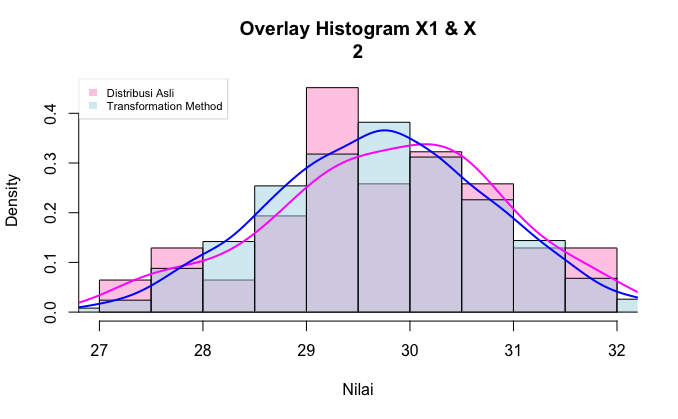 Overlay Histogram X1 & X
2
Distribusi Asli
Transformation Method
Density
0.0 0.1 0.2 0.3 0.4
27 28 29 30 31 32
Nilai